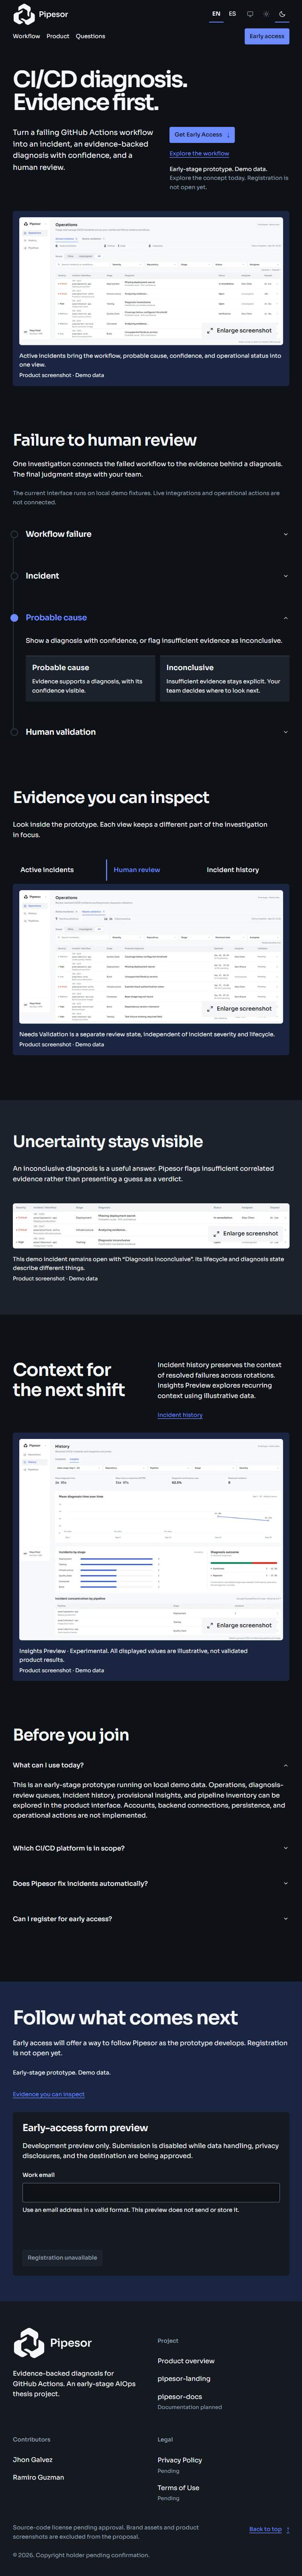 Pipesor
EN ES
Workflow Product Questions
Early access
CI/CD diagnosis.
Evidence first.
Turn a failing GitHub Actions workflow
into an incident, an evidence-backed
diagnosis with confidence, and a
human review.
Get Early Access ↓
Explore the workflow
Early-stage prototype. Demo data.
Explore the concept today. Registration is
not open yet.
Pipesor
Operations
Enlarge screenshot
Active Incidents bring the workflow, probable cause, confidence, and operational status into
one view.
Product screenshot · Demo data
Failure to human review
One investigation connects the failed workflow to the evidence behind a diagnosis.
The final judgment stays with your team.
The current interface runs on local demo fixtures. Live integrations and operational actions are
not connected.
Workflow failure
Incident
Probable cause
Show a diagnosis with confidence, or flag insufficient evidence as inconclusive.
Probable cause
Evidence supports a diagnosis, with its
confidence visible.
Inconclusive
Insufficient evidence stays explicit. Your
team decides where to look next.
Human validation
Evidence you can inspect
Look inside the prototype. Each view keeps a different part of the investigation
in focus.
Active Incidents
Human review
Incident history
Pipesor
Operations
Enlarge screenshot
Needs Validation is a separate review state, independent of incident severity and lifecycle.
Product screenshot · Demo data
Uncertainty stays visible
An inconclusive diagnosis is a useful answer. Pipesor flags insufficient correlated
evidence rather than presenting a guess as a verdict.
Enlarge screenshot
This demo incident remains open with “Diagnosis inconclusive”. Its lifecycle and diagnosis state
describe different things.
Product screenshot · Demo data
Context for
the next shift
Incident history preserves the context
of resolved failures across rotations.
Insights Preview explores recurring
context using illustrative data.
Incident history
Pipesor
History
Mean diagnosis time over time
Incidents by stage
Diagnosis outcome
Incident concentration by pipeline
Enlarge screenshot
Insights Preview · Experimental. All displayed values are illustrative, not validated
product results.
Product screenshot · Demo data
Before you join
What can I use today?
This is an early-stage prototype running on local demo data. Operations, diagnosis-
review queues, incident history, provisional insights, and pipeline inventory can be
explored in the product interface. Accounts, backend connections, persistence, and
operational actions are not implemented.
Which CI/CD platform is in scope?
Does Pipesor fix incidents automatically?
Can I register for early access?
Follow what comes next
Early access will offer a way to follow Pipesor as the prototype develops. Registration
is not open yet.
Early-stage prototype. Demo data.
Evidence you can inspect
Early-access form preview
Development preview only. Submission is disabled while data handling, privacy
disclosures, and the destination are being approved.
Work email
Use an email address in a valid format. This preview does not send or store it.
Registration unavailable
Pipesor
Evidence-backed diagnosis for
GitHub Actions. An early-stage AIOps
thesis project.
Project
Product overview
pipesor-landing
pipesor-docs
Documentation planned
Contributors
Jhon Galvez
Ramiro Guzman
Legal
Privacy Policy
Pending
Terms of Use
Pending
Source-code license pending approval. Brand assets and product
screenshots are excluded from the proposal.
Back to top ↑
© 2026. Copyright holder pending confirmation.